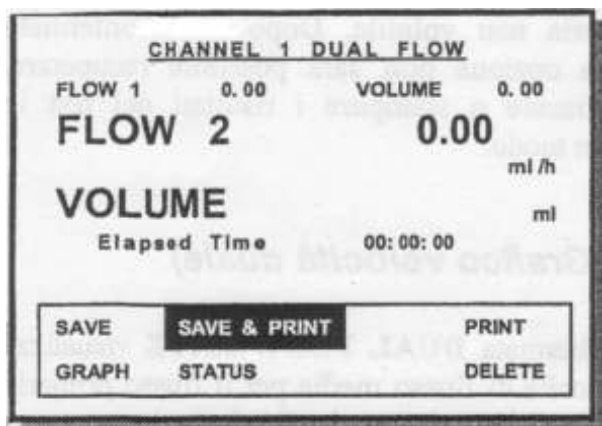 CHANNEL 1 DUAL FLOW
FLOW 1 0.00 VOLUME 0.00
FLOW 2 0.00
ml/h
VOLUME ml
Elapsed Time 00:00:00
SAVE SAVE & PRINT PRINT
GRAPH STATUS DELETE